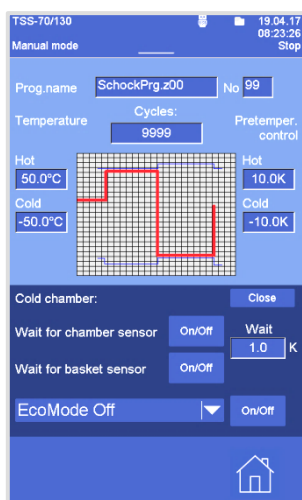 TSS-70/130 19.04.17
08:23:26
Manual mode Stop
Prog.name SchockPrg.z00 No 99
Temperature Cycles: Pretemper.
9999 control
Hot Hot
50.0°C 10.0K
Cold Cold
-50.0°C -10.0K
Cold chamber: Close
Wait for chamber sensor On/Off Wait
1.0 K
Wait for basket sensor On/Off
EcoMode Off On/Off